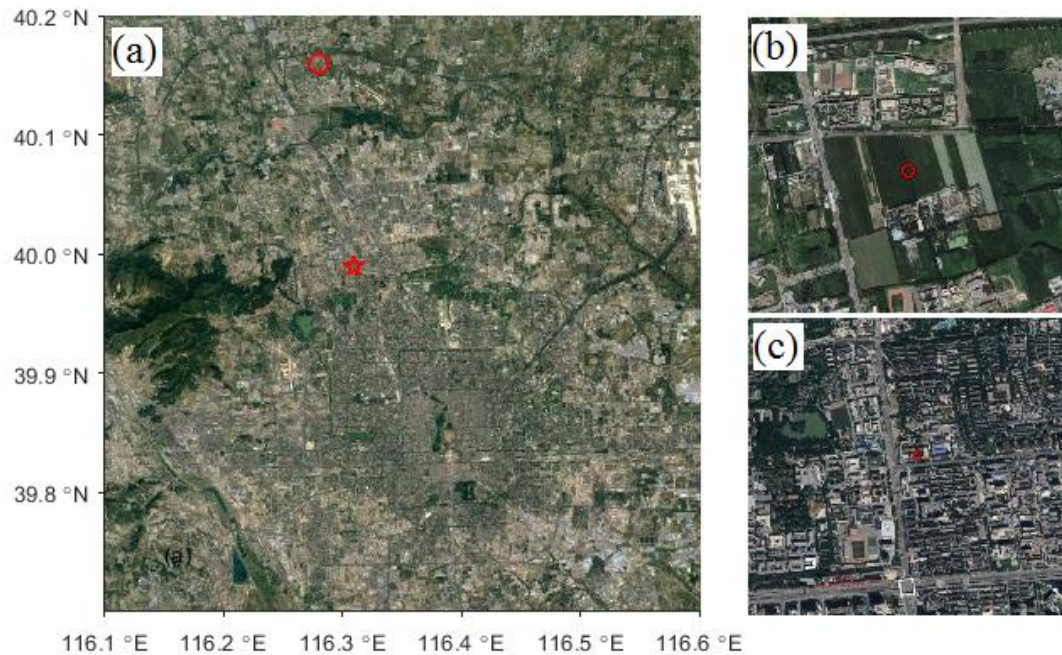 (a)
40.2 °N
40.1 °N
40.0 °N
39.9 °N
39.8 °N
(a)
116.1 °E
116.2 °E
116.3 °E
116.4 °E
116.5 °E
116.6 °E
(b)
(c)